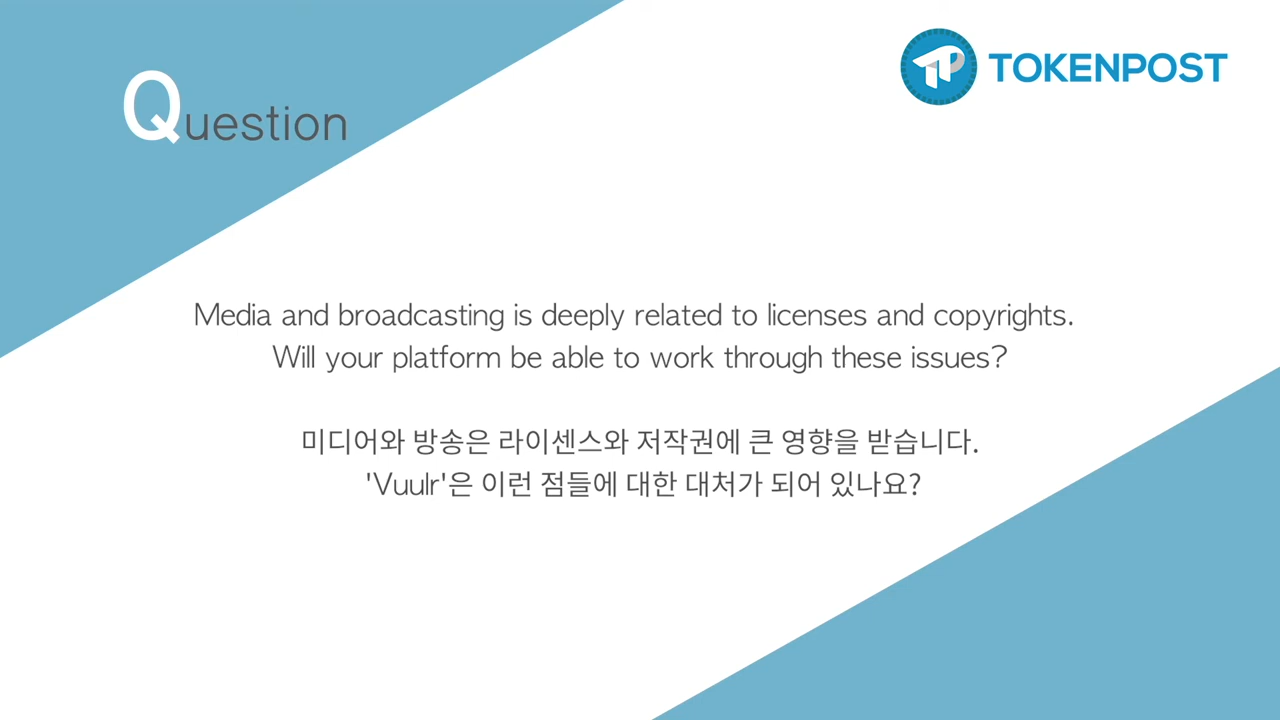 Question
TOKENPOST
Media and broadcasting is deeply related to licenses and copyrights.
Will your platform be able to work through these issues?
미디어와 방송은 라이센스와 저작권에 큰 영향을 받습니다.
'Vuulr'은 이런 점들에 대한 대처가 되어 있나요?